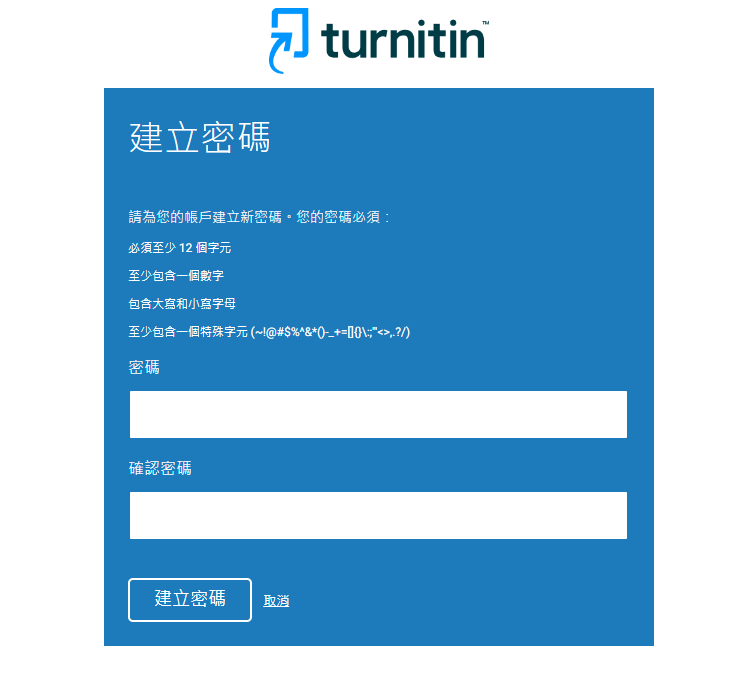 turnitin™
建立密碼
請為您的帳戶建立新密碼。您的密碼必須：
必須至少 12 個字元
至少包含一個數字
包含大寫和小寫字母
至少包含一個特殊字元 (~!@#$%^&*()-_+=[]{}\:;'"<>,.?/)
密碼
確認密碼
建立密碼 取消